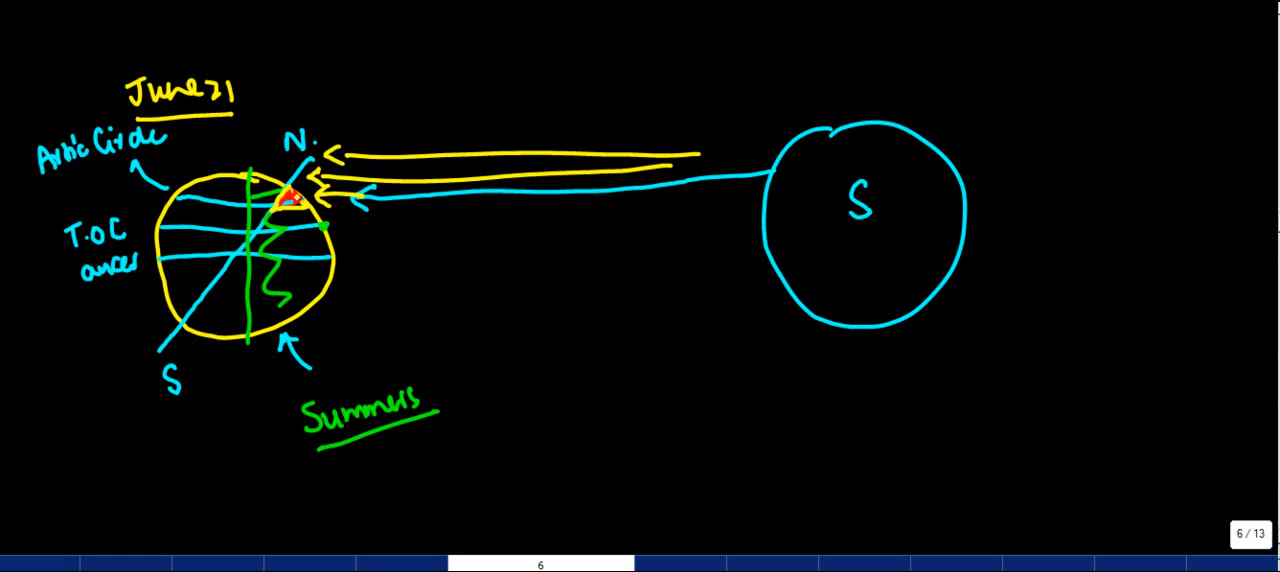 June 21
Artic Circle
N.
S
T.O.C
ancer
S
Summers
6 / 13
6